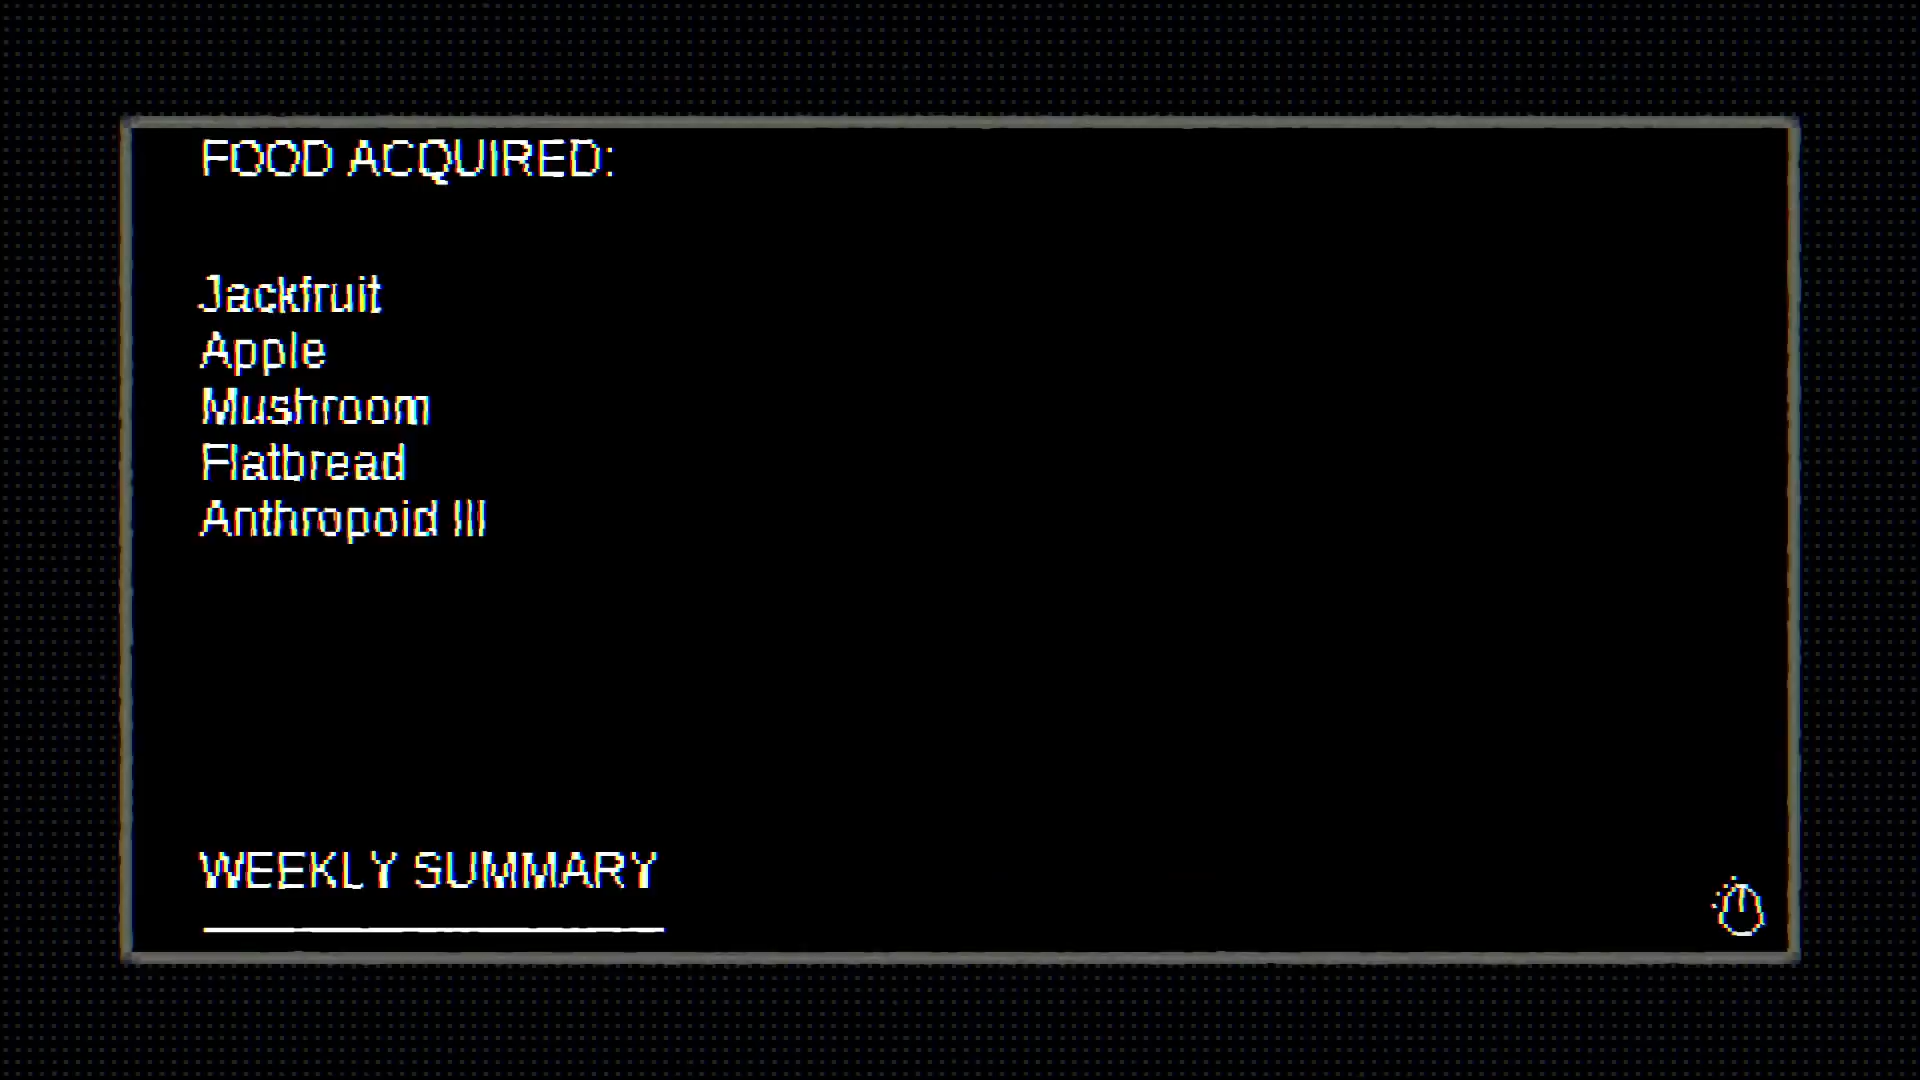 FOOD ACQUIRED:
Jackfruit
Apple
Mushroom
Flatbread
Anthropoid III
WEEKLY SUMMARY